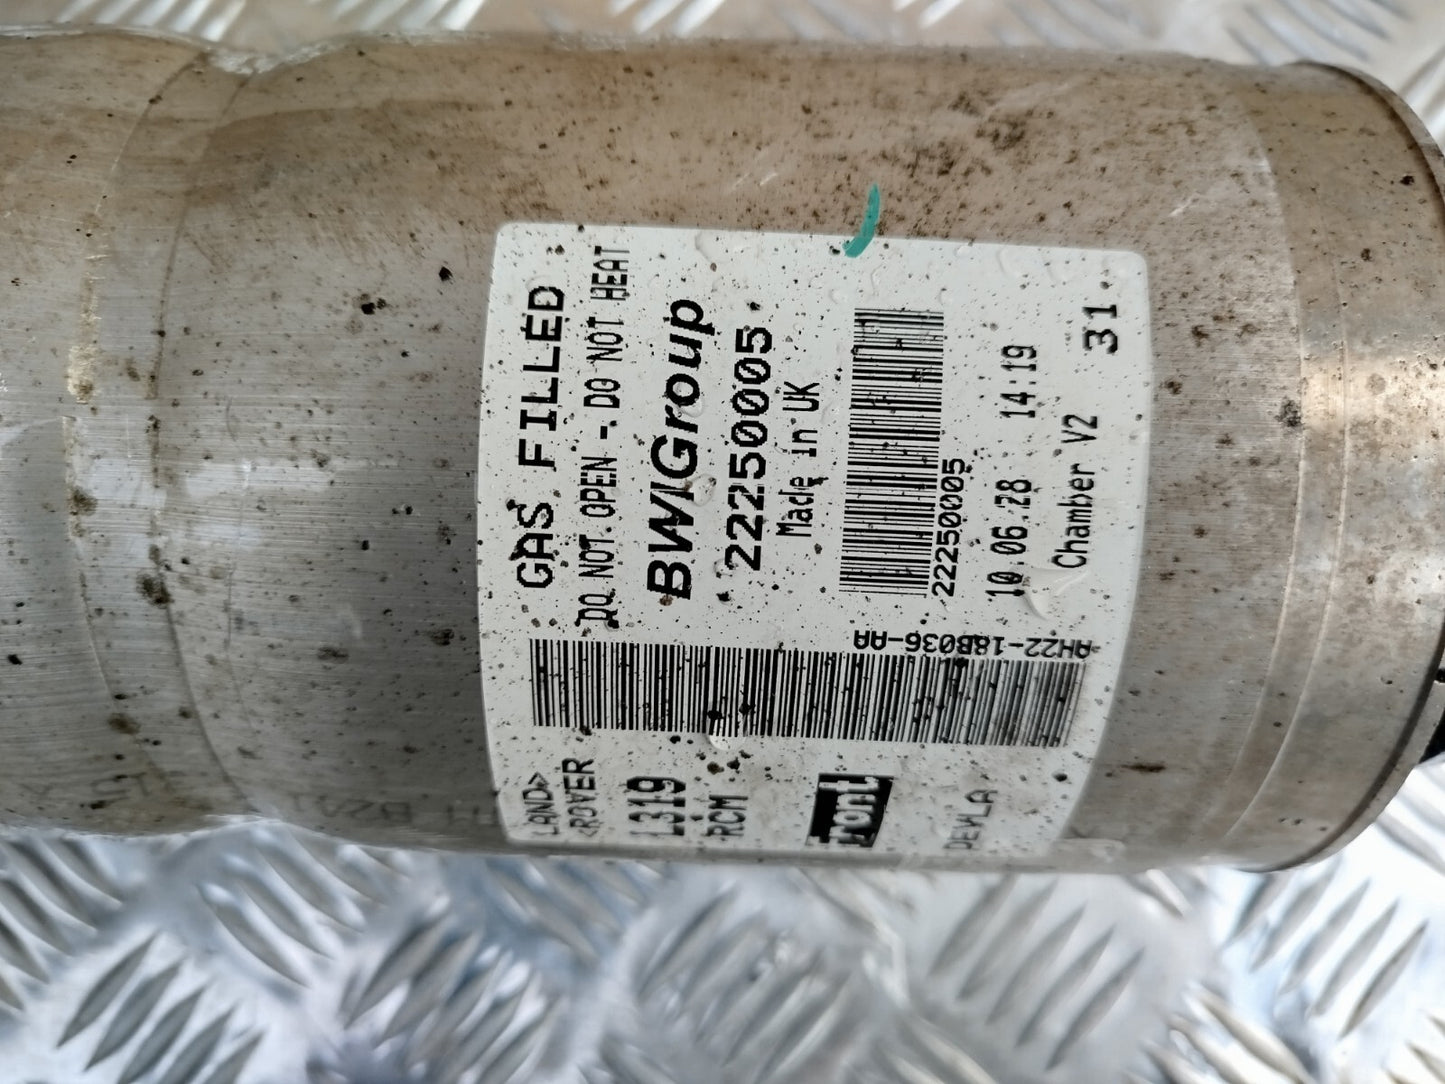 GAS FILLED
DO NOT OPEN - DO NOT HEAT
BWIGroup
22250005
Made in UK
22250005
10.06.28 14:19
Chamber V2 31
AH22-18B036-AA
LAND
ROVER
L319
RCM
Front